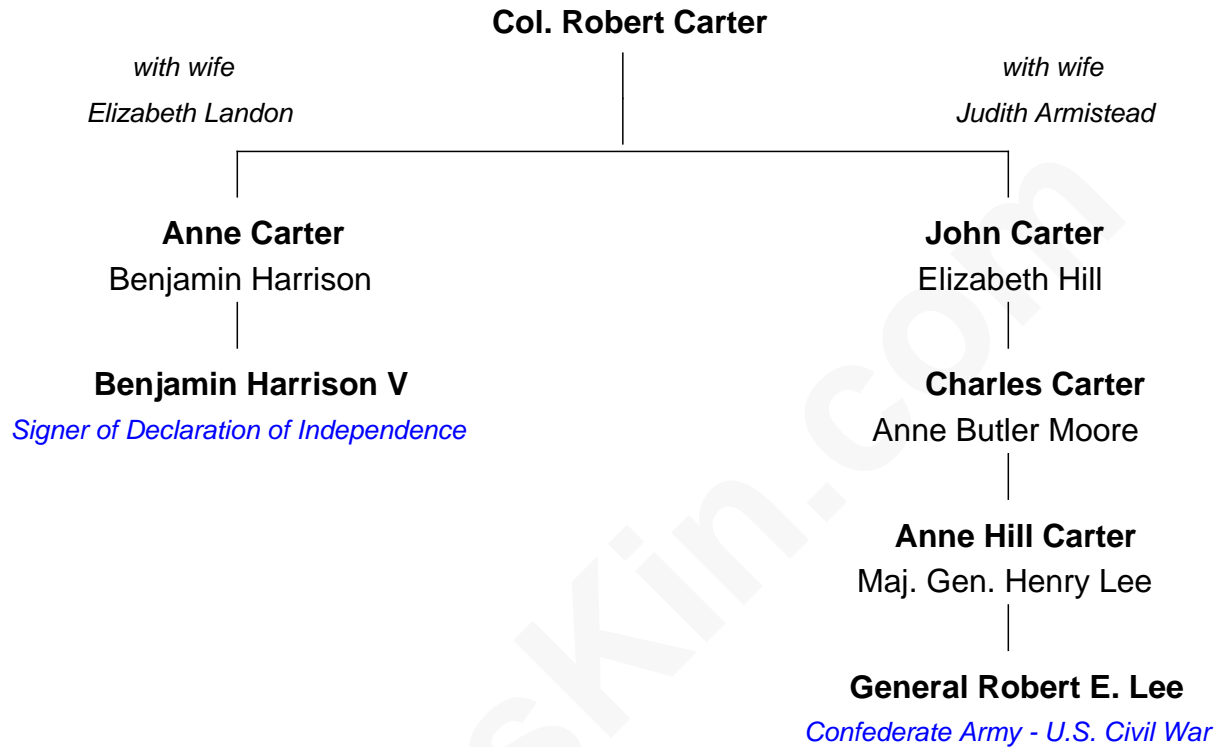 Col. Robert Carter
with wife
Elizabeth Landon
with wife
Judith Armistead
Anne Carter
Benjamin Harrison
John Carter
Elizabeth Hill
Benjamin Harrison V
Signer of Declaration of Independence
Charles Carter
Anne Butler Moore
Anne Hill Carter
Maj. Gen. Henry Lee
General Robert E. Lee
Confederate Army - U.S. Civil War
sKin.com